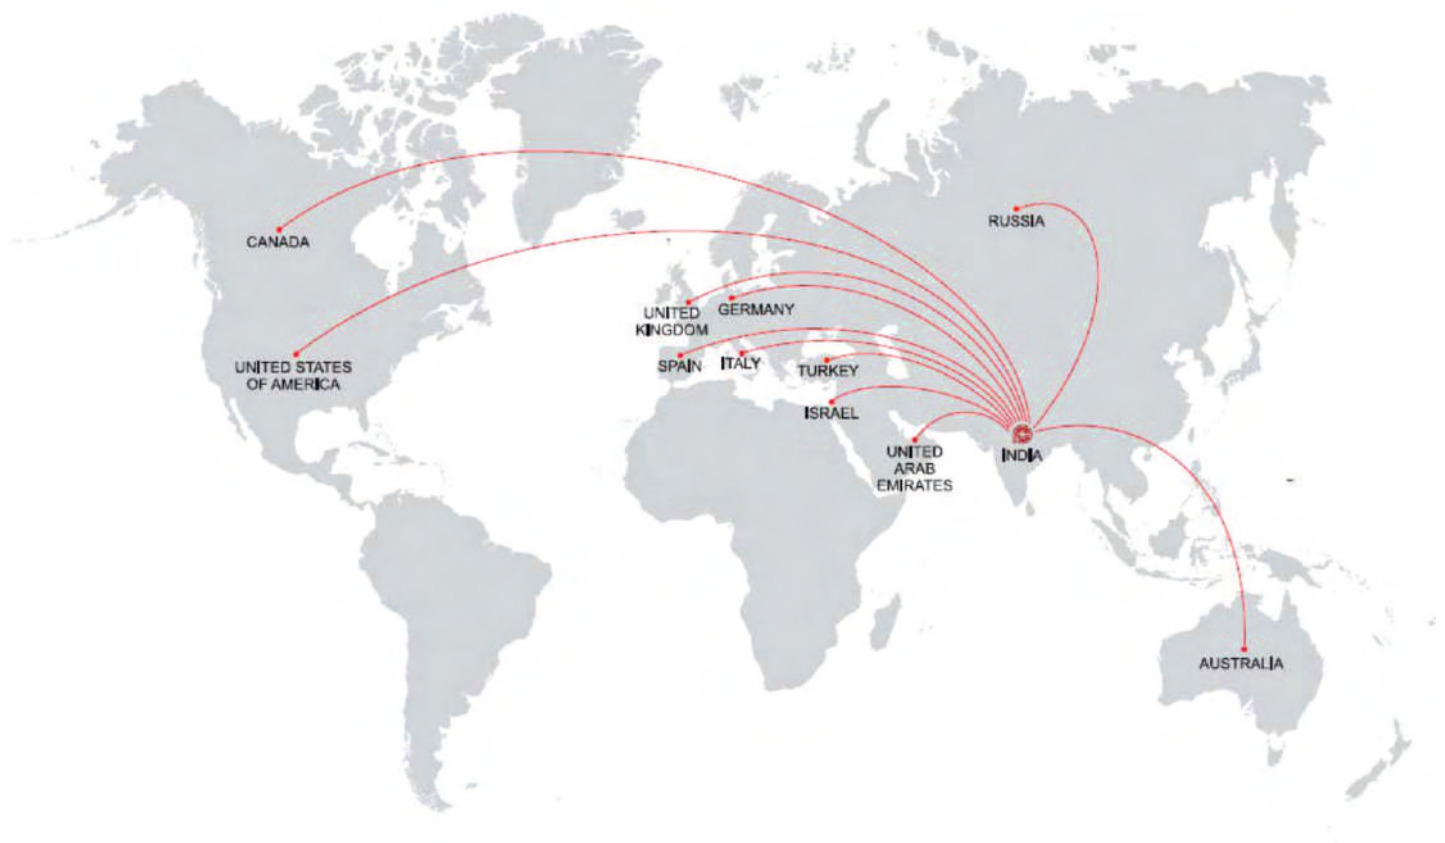 CANADA
RUSSIA
UNITED
KINGDOM
GERMANY
UNITED STATES
OF AMERICA
SPAIN
ITALY
TURKEY
ISRAEL
UNITED
ARAB
EMIRATES
INDIA
AUSTRALIA